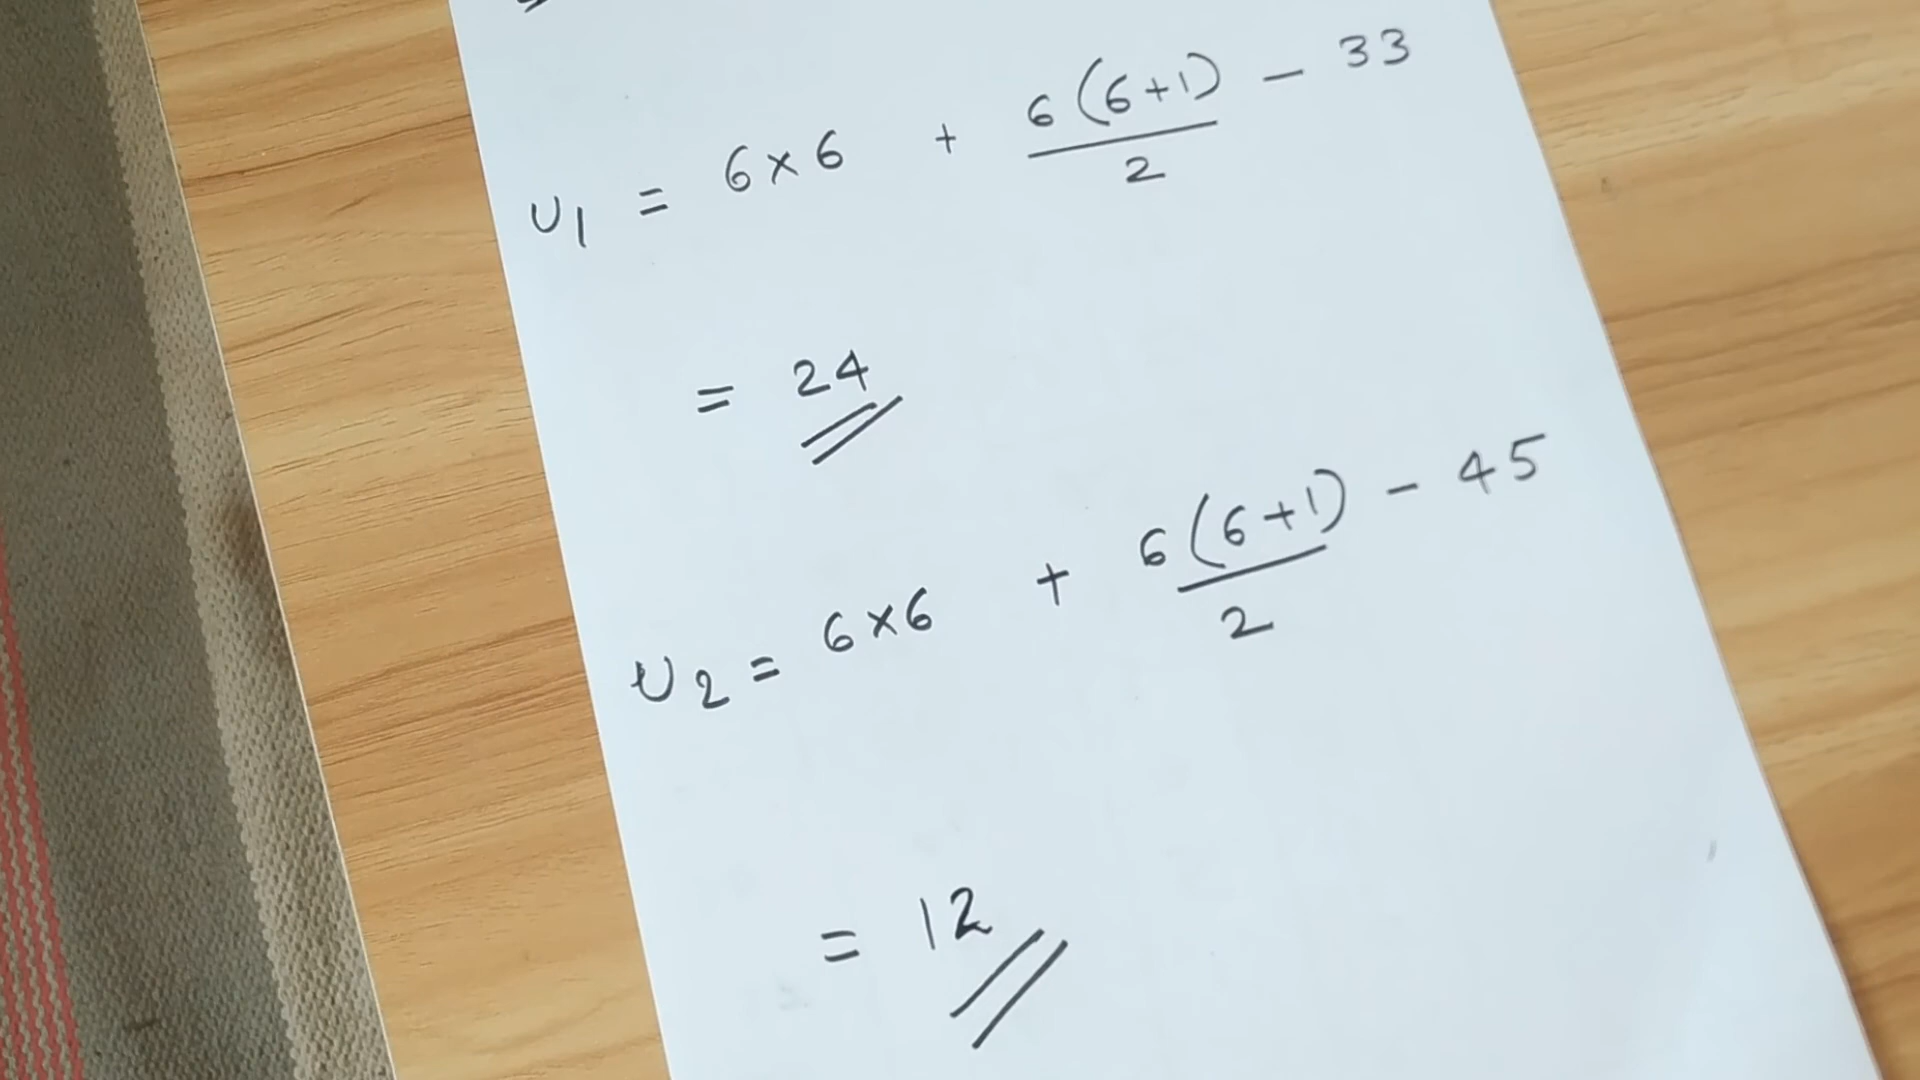 U1 = 6×6 + 6(6+1)/2 - 33
= 24
U2 = 6×6 + 6(6+1)/2 - 45
= 12